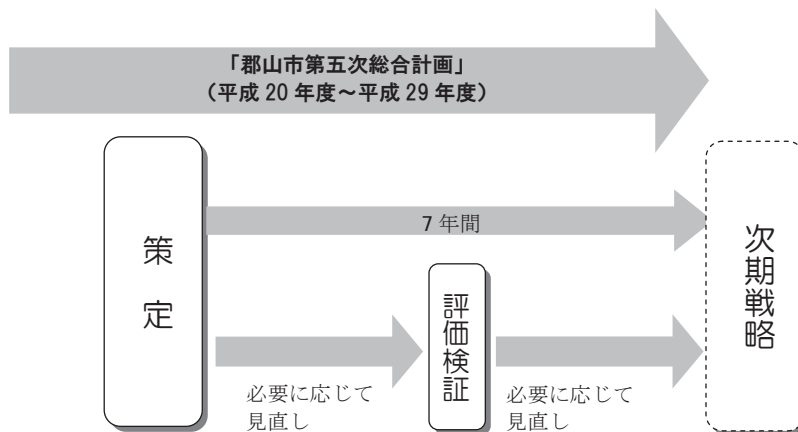 「郡山市第五次総合計画」
（平成 20 年度～平成 29 年度）
策定
7 年間
評価検証
次期戦略
必要に応じて
見直し
必要に応じて
見直し